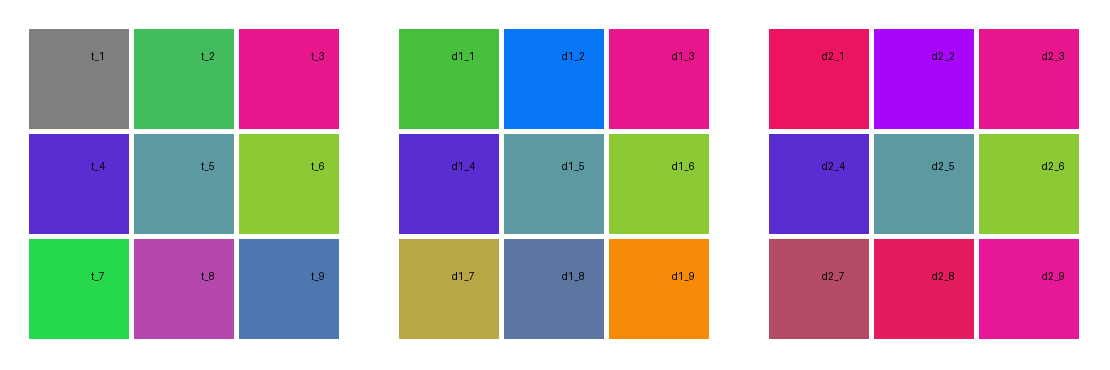 t_1 t_2 t_3 d1_1 d1_2 d1_3 d2_1 d2_2 d2_3
t_4 t_5 t_6 d1_4 d1_5 d1_6 d2_4 d2_5 d2_6
t_7 t_8 t_9 d1_7 d1_8 d1_9 d2_7 d2_8 d2_9